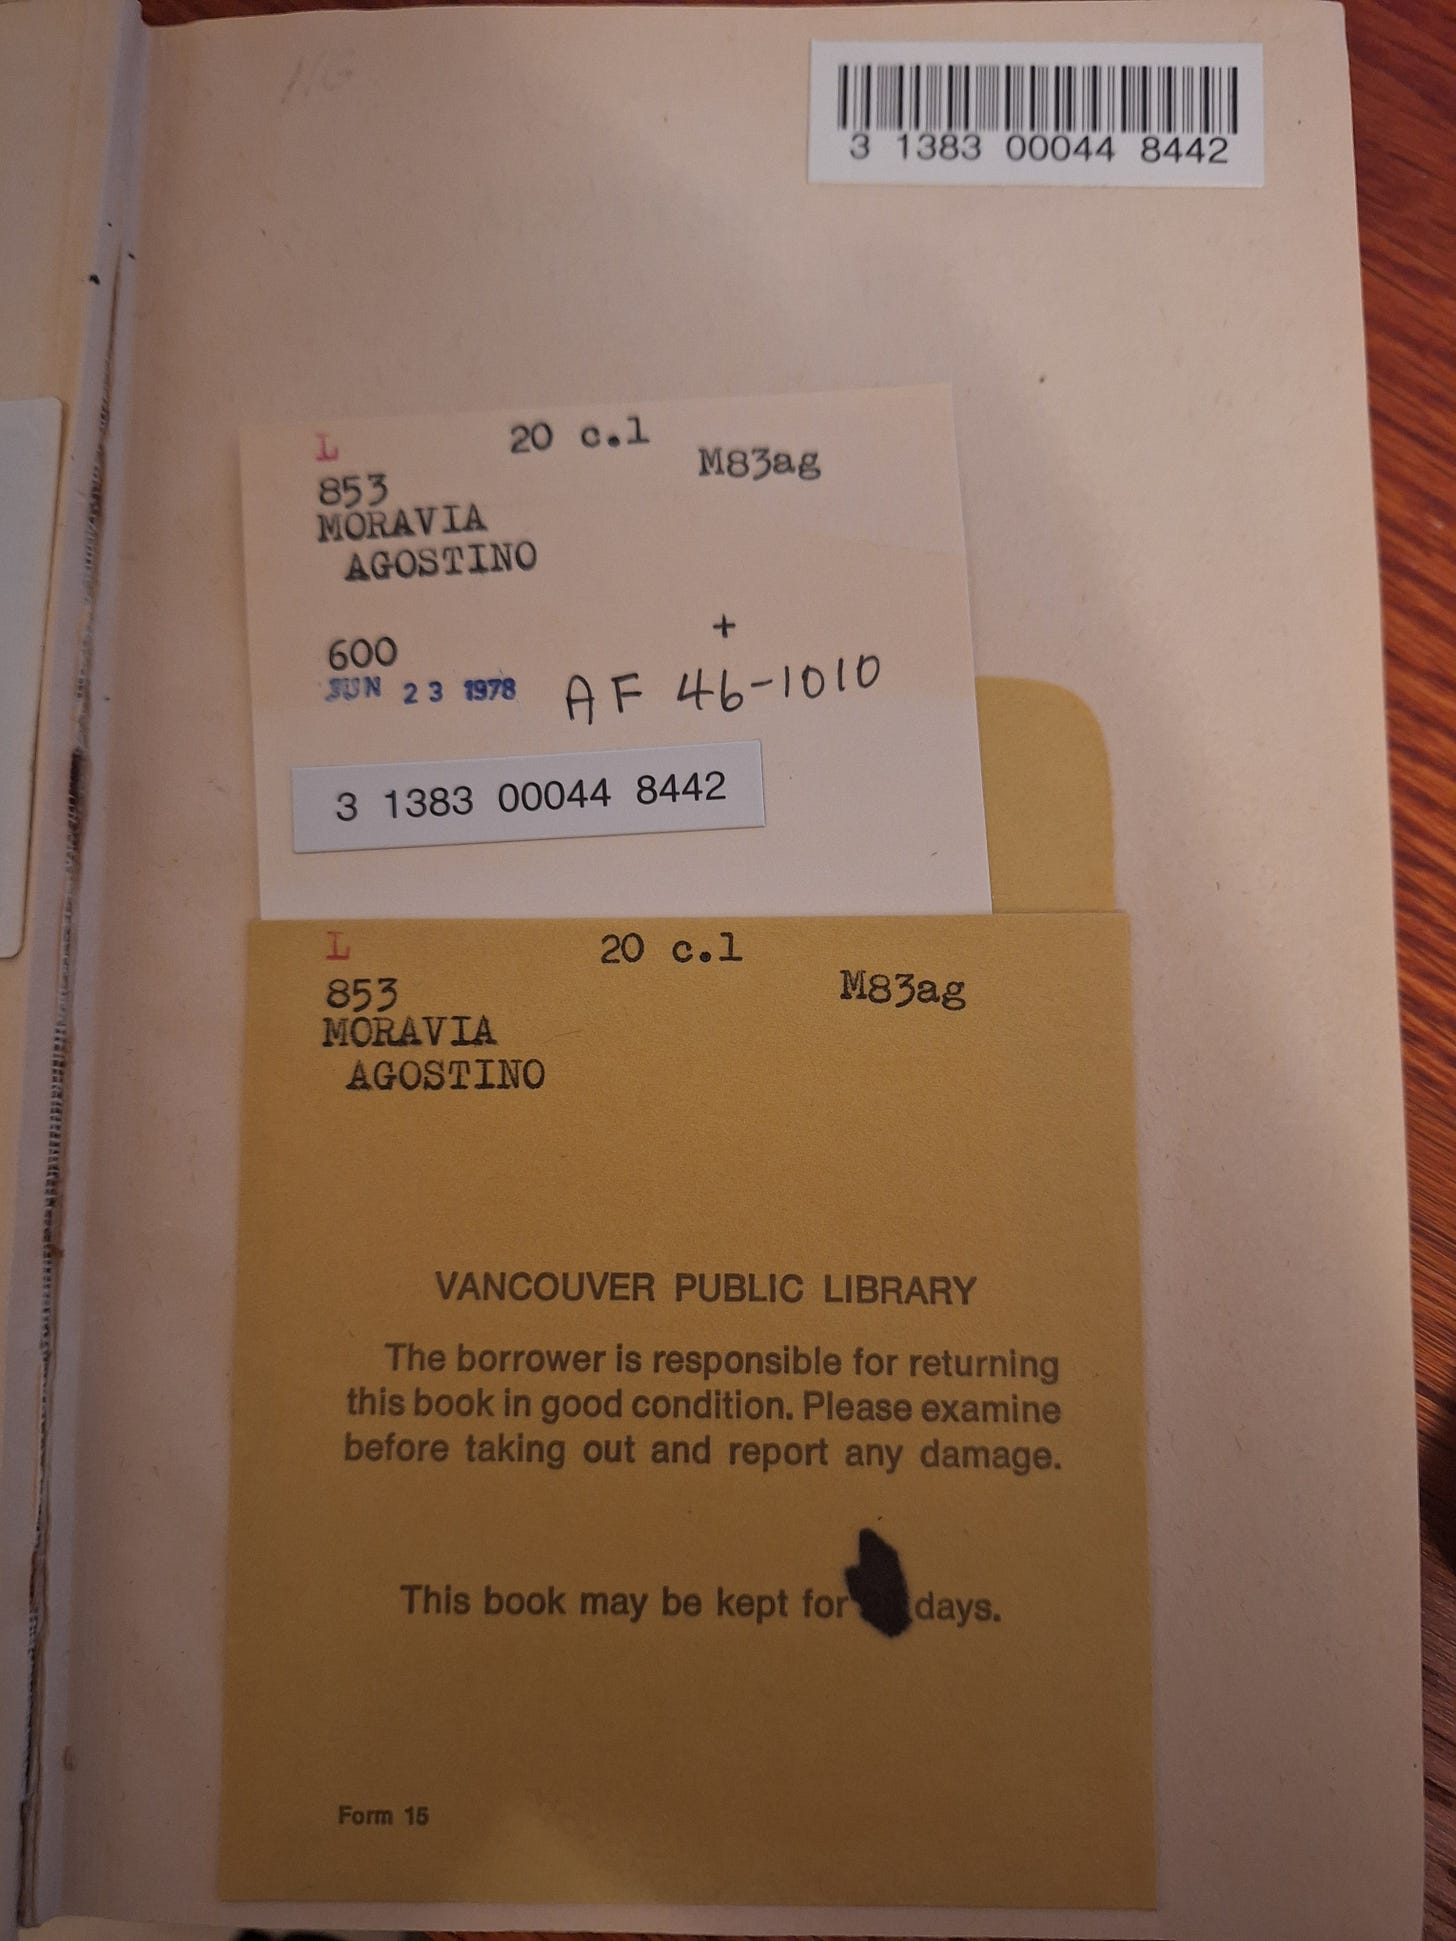 3 1383 00044 8442
L 20 c.1 M83ag
853
MORAVIA
AGOSTINO
+
600
JUN 23 1978 AF 46-1010
3 1383 00044 8442
L 20 c.1
853 M83ag
MORAVIA
AGOSTINO
VANCOUVER PUBLIC LIBRARY
The borrower is responsible for returning
this book in good condition. Please examine
before taking out and report any damage.
This book may be kept for days.
Form 15